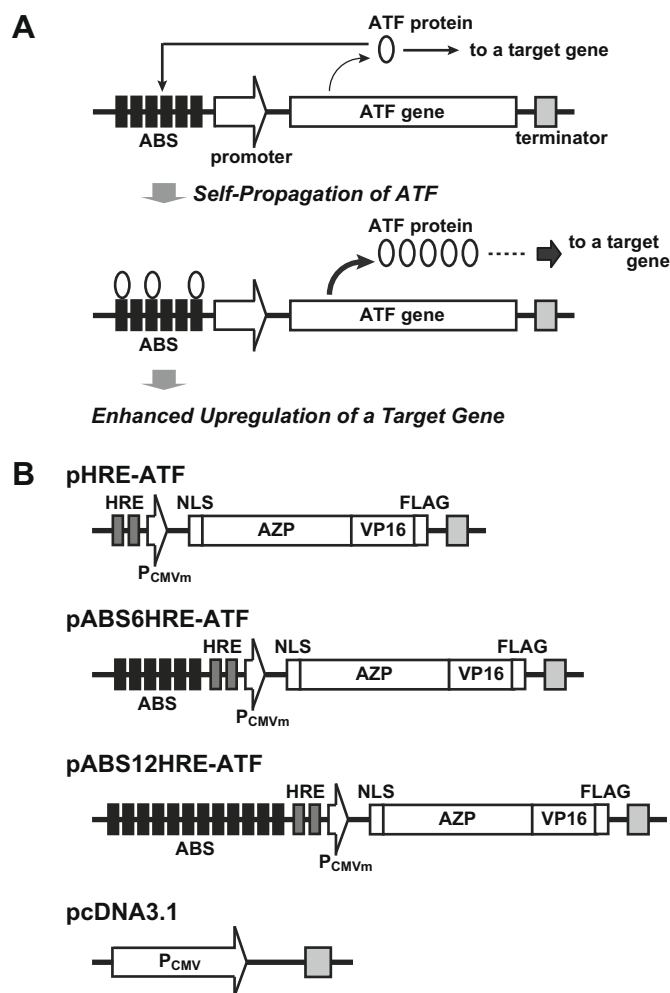 A
ATF protein
to a target gene
ATF gene
ABS
promoter
terminator
Self-Propagation of ATF
ATF protein
to a target
gene
ATF gene
ABS
Enhanced Upregulation of a Target Gene
B
pHRE-ATF
HRE NLS FLAG
AZP VP16
PCMVm
pABS6HRE-ATF
HRE NLS FLAG
AZP VP16
ABS
PCMVm
pABS12HRE-ATF
HRE NLS FLAG
AZP VP16
ABS
PCMVm
pcDNA3.1
PCMV